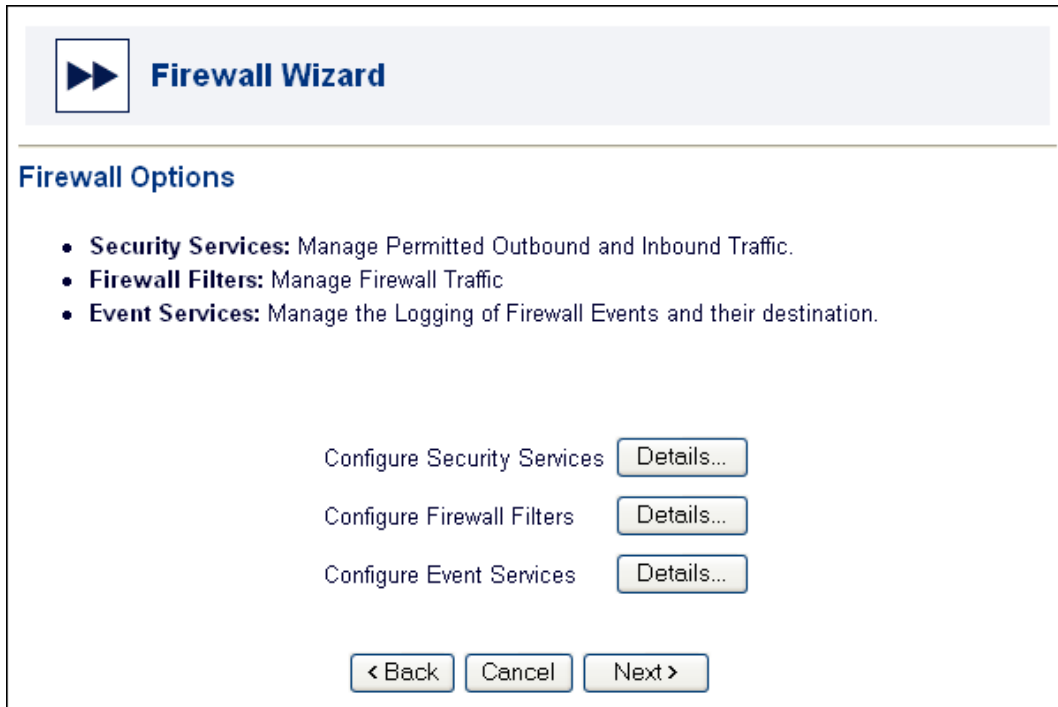 Firewall Wizard
Firewall Options
• Security Services: Manage Permitted Outbound and Inbound Traffic.
• Firewall Filters: Manage Firewall Traffic
• Event Services: Manage the Logging of Firewall Events and their destination.
Configure Security Services Details...
Configure Firewall Filters Details...
Configure Event Services Details...
< Back Cancel Next >